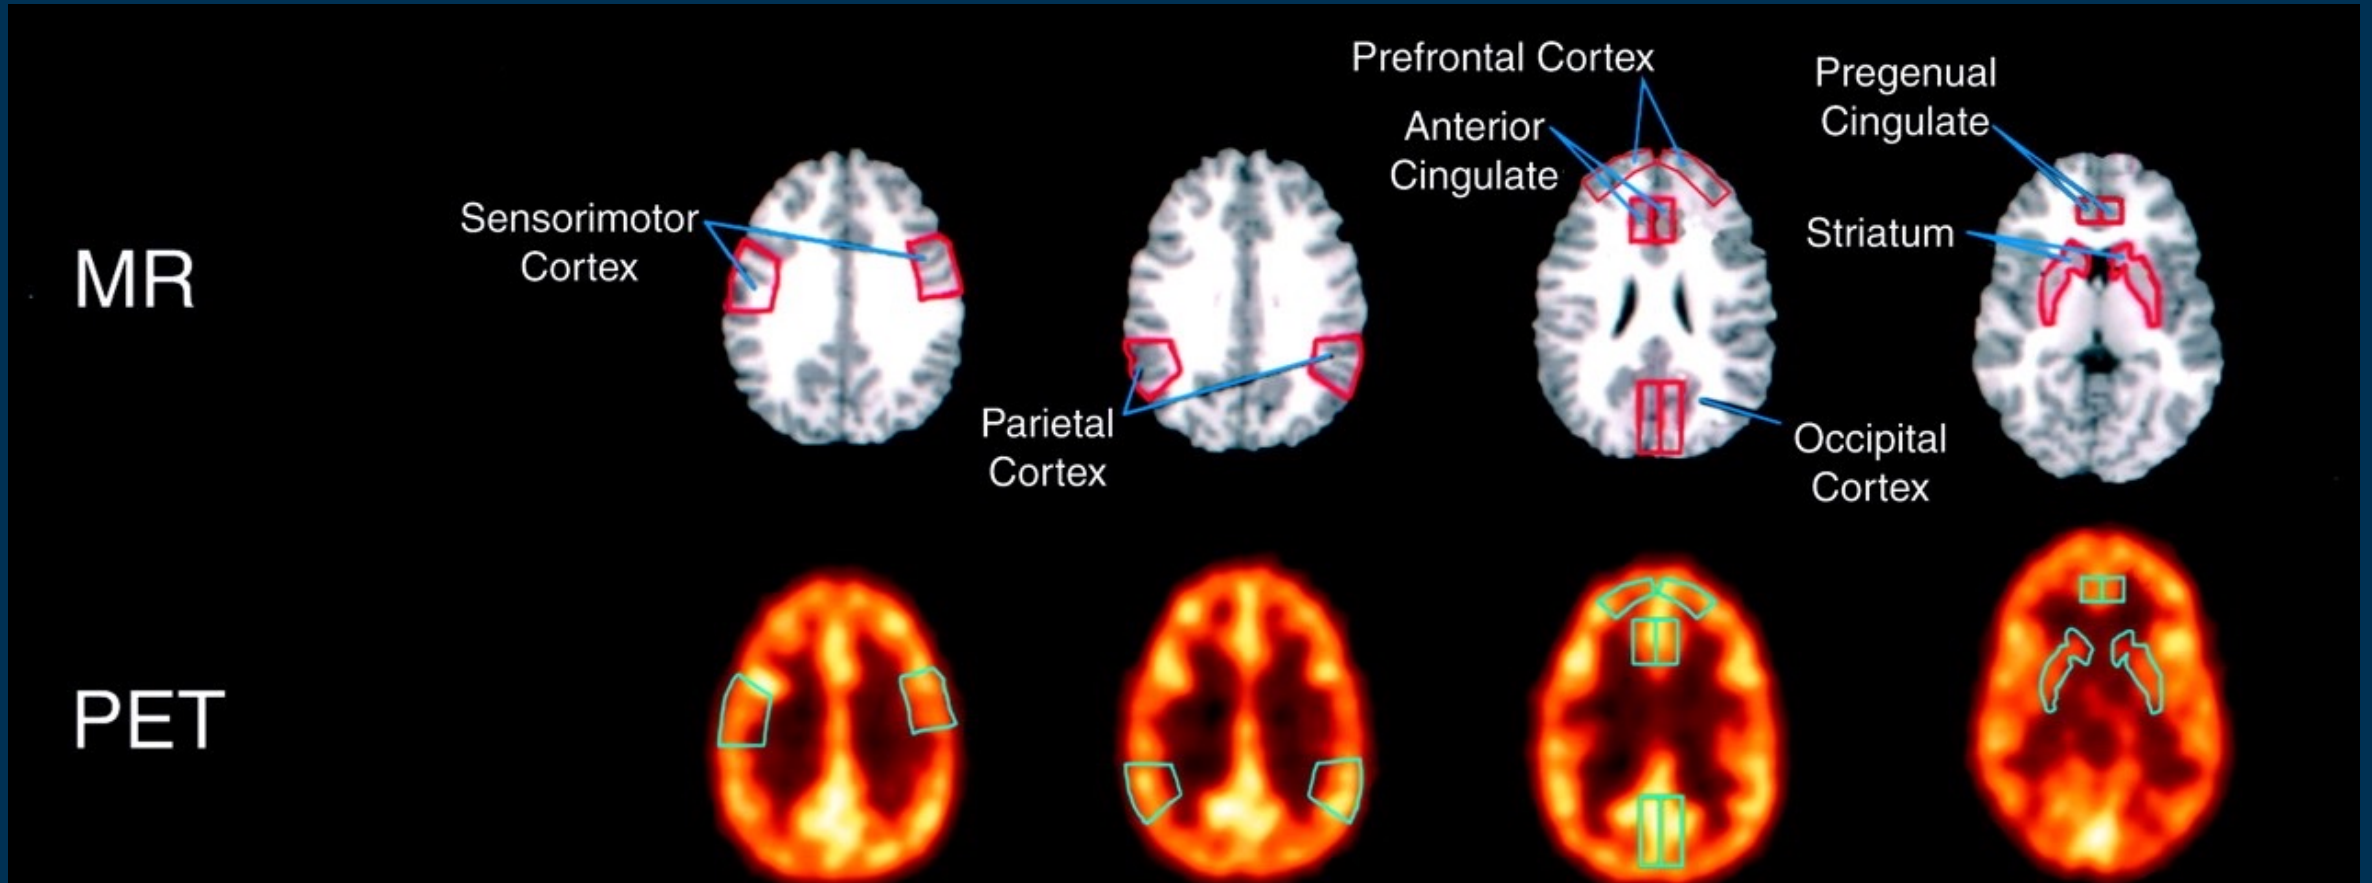 Prefrontal Cortex
Pregenual
Cingulate
Anterior
Cingulate
Sensorimotor
Cortex
Striatum
MR
Parietal
Cortex
Occipital
Cortex
PET